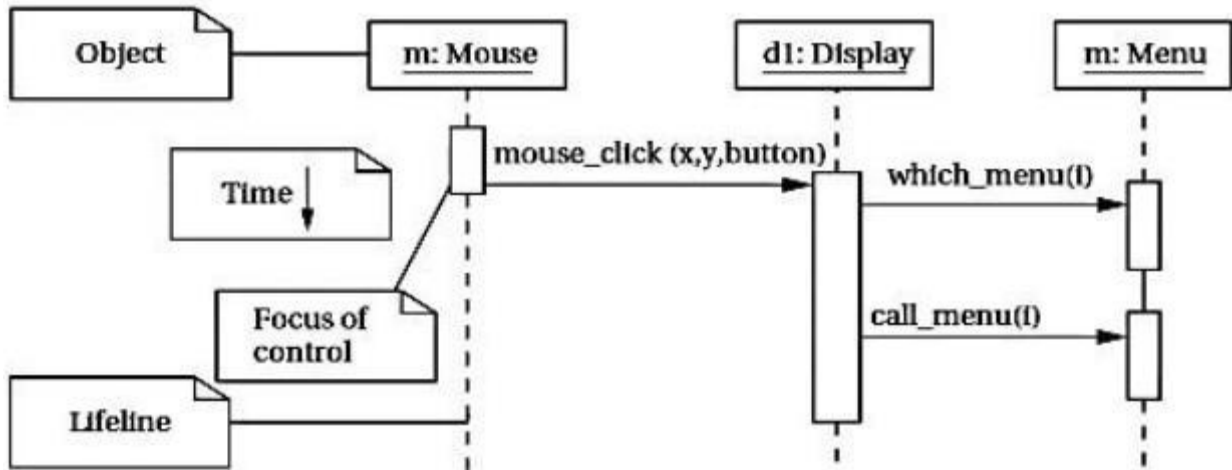 Object
m: Mouse
d1: Display
m: Menu
mouse_click (x,y,button)
which_menu(i)
Time
Focus of
control
call_menu(i)
Lifeline